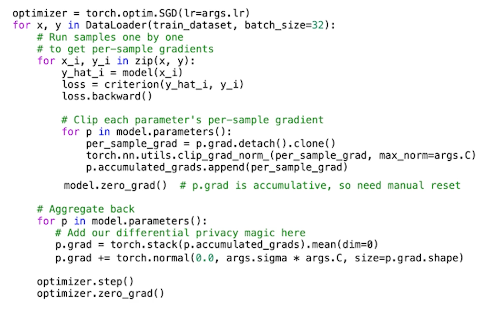 optimizer = torch.optim.SGD(lr=args.lr)
for x, y in DataLoader(train_dataset, batch_size=32):
    # Run samples one by one
    # to get per-sample gradients
    for x_i, y_i in zip(x, y):
        y_hat_i = model(x_i)
        loss = criterion(y_hat_i, y_i)
        loss.backward()

        # Clip each parameter's per-sample gradient
        for p in model.parameters():
            per_sample_grad = p.grad.detach().clone()
            torch.nn.utils.clip_grad_norm_(per_sample_grad, max_norm=args.C)
            p.accumulated_grads.append(per_sample_grad)
        model.zero_grad()  # p.grad is accumulative, so need manual reset

    # Aggregate back
    for p in model.parameters():
        # Add our differential privacy magic here
        p.grad = torch.stack(p.accumulated_grads).mean(dim=0)
        p.grad += torch.normal(0.0, args.sigma * args.C, size=p.grad.shape)

    optimizer.step()
    optimizer.zero_grad()